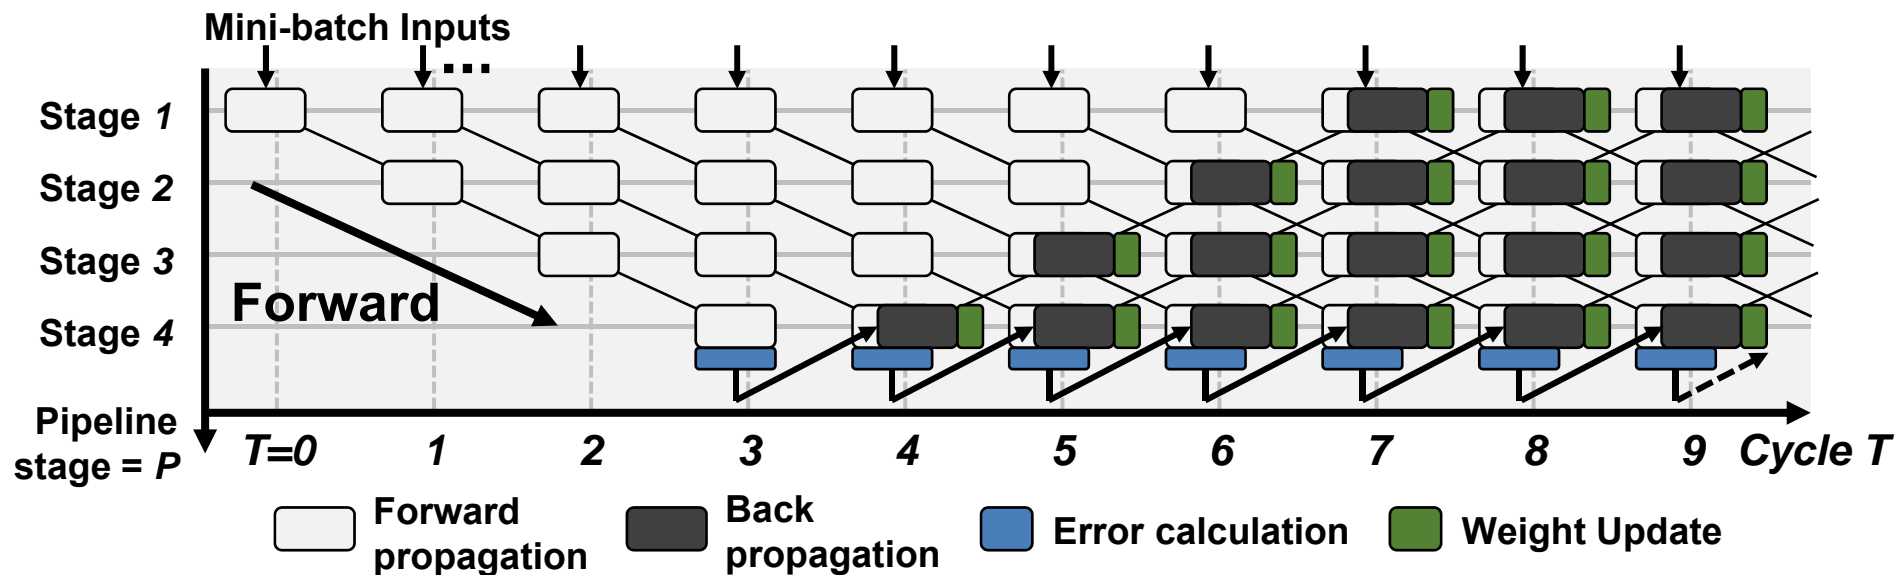 Mini-batch Inputs
...
Stage 1
Stage 2
Stage 3
Forward
Stage 4
Pipeline
stage = P
T=0 1 2 3 4 5 6 7 8 9 Cycle T
Forward
propagation
Back
propagation
Error calculation
Weight Update